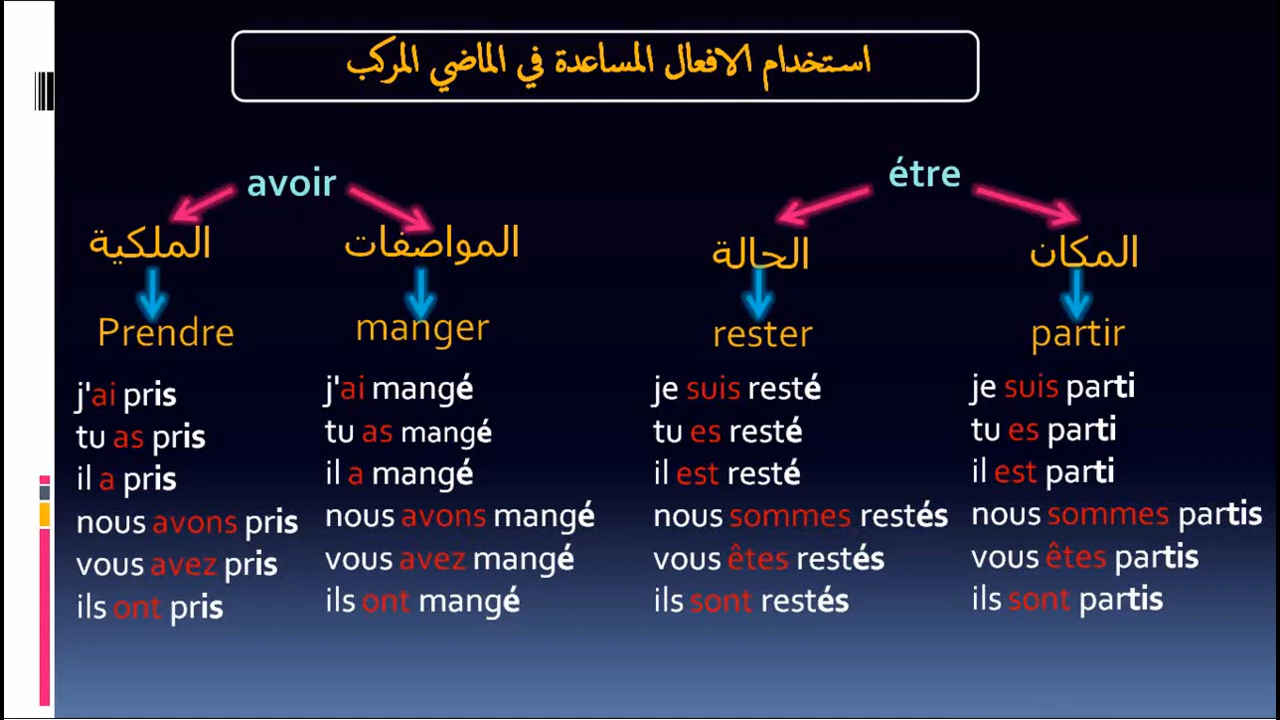 استخدام الافعال المساعدة في الماضي المركب
avoir
étre
الملكية
المواصفات
الحالة
المكان
Prendre
manger
rester
partir
j'ai pris
tu as pris
il a pris
nous avons pris
vous avez pris
ils ont pris
j'ai mangé
tu as mangé
il a mangé
nous avons mangé
vous avez mangé
ils ont mangé
je suis resté
tu es resté
il est resté
nous sommes restés
vous êtes restés
ils sont restés
je suis parti
tu es parti
il est parti
nous sommes partis
vous êtes partis
ils sont partis